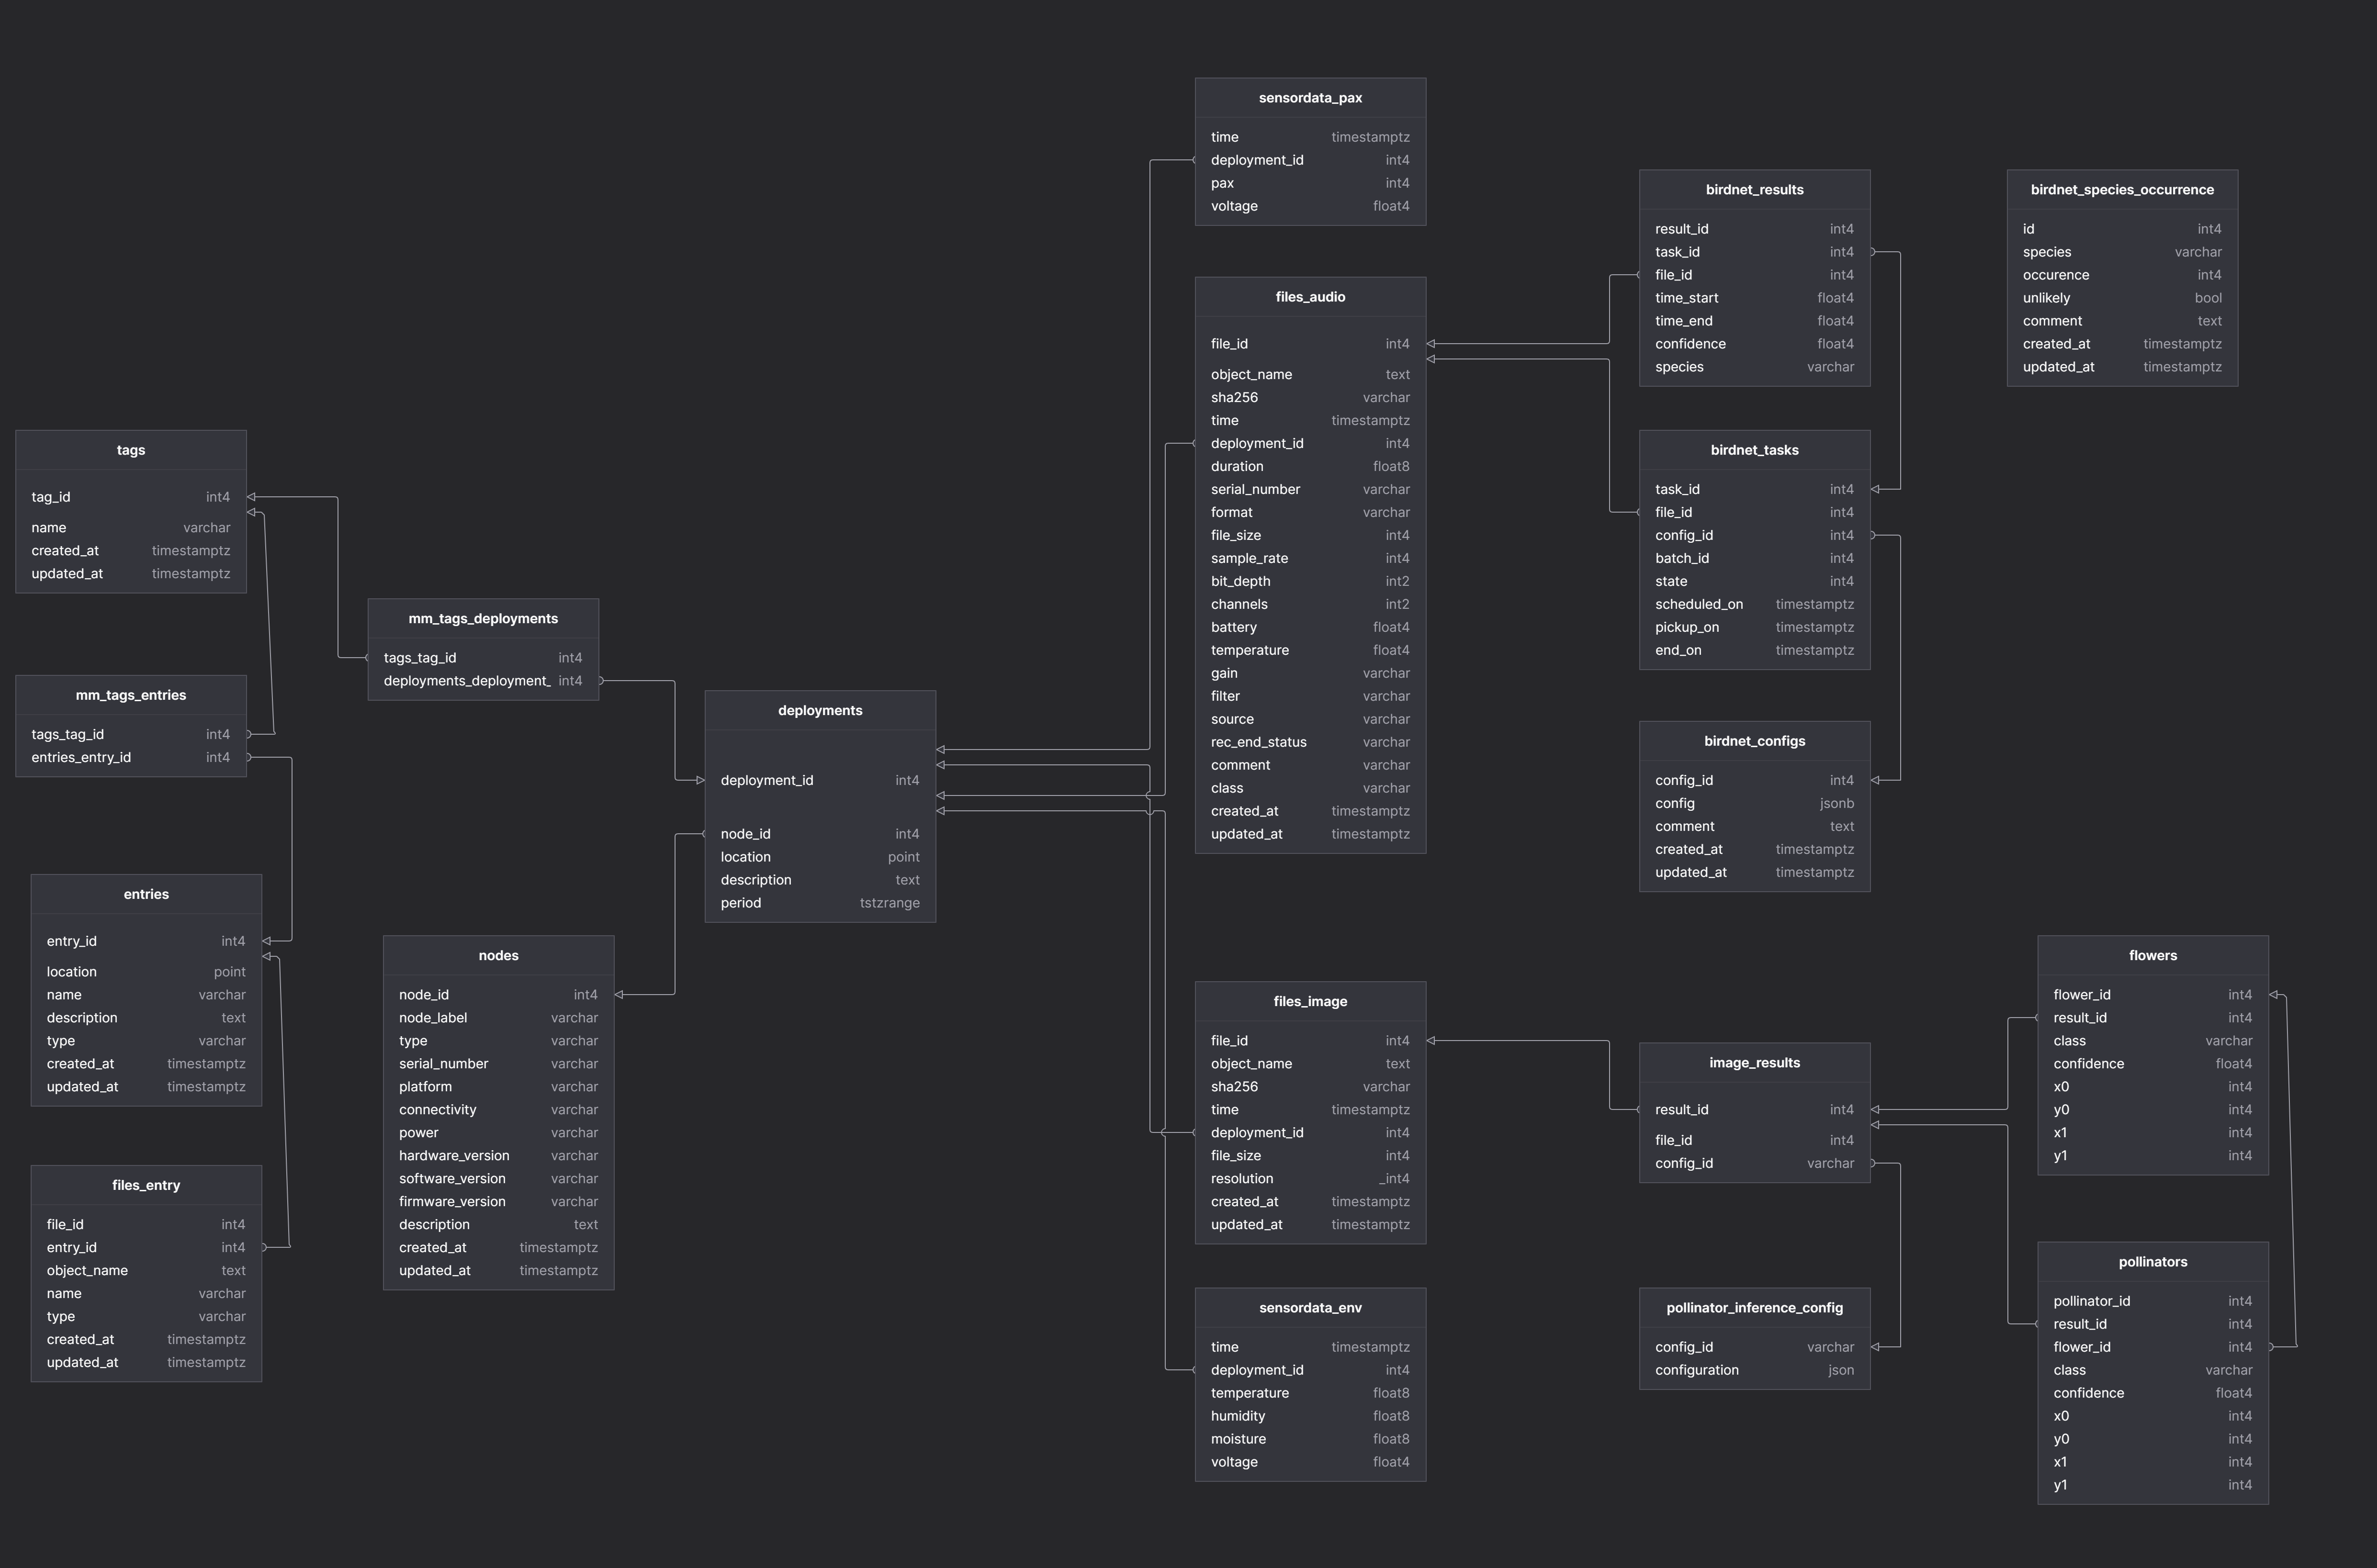 sensordata_pax
time timestamptz
deployment_id int4
pax int4
voltage float4
birdnet_results
result_id int4
task_id int4
file_id int4
time_start float4
time_end float4
confidence float4
species varchar
birdnet_species_occurrence
id int4
species varchar
occurence int4
unlikely bool
comment text
created_at timestamptz
updated_at timestamptz
files_audio
file_id int4
object_name text
sha256 varchar
time timestamptz
deployment_id int4
duration float8
serial_number varchar
format varchar
file_size int4
sample_rate int4
bit_depth int2
channels int2
battery float4
temperature float4
gain varchar
filter varchar
source varchar
rec_end_status varchar
comment varchar
class varchar
created_at timestamptz
updated_at timestamptz
tags
tag_id int4
name varchar
created_at timestamptz
updated_at timestamptz
birdnet_tasks
task_id int4
file_id int4
config_id int4
batch_id int4
state int4
scheduled_on timestamptz
pickup_on timestamptz
end_on timestamptz
mm_tags_deployments
tags_tag_id int4
deployments_deployment_ int4
mm_tags_entries
tags_tag_id int4
entries_entry_id int4
deployments
deployment_id int4
node_id int4
location point
description text
period tstzrange
birdnet_configs
config_id int4
config jsonb
comment text
created_at timestamptz
updated_at timestamptz
entries
entry_id int4
location point
name varchar
description text
type varchar
created_at timestamptz
updated_at timestamptz
nodes
node_id int4
node_label varchar
type varchar
serial_number varchar
platform varchar
connectivity varchar
power varchar
hardware_version varchar
software_version varchar
firmware_version varchar
description text
created_at timestamptz
updated_at timestamptz
files_image
file_id int4
object_name text
sha256 varchar
time timestamptz
deployment_id int4
file_size int4
resolution _int4
created_at timestamptz
updated_at timestamptz
flowers
flower_id int4
result_id int4
class varchar
confidence float4
x0 int4
y0 int4
x1 int4
y1 int4
image_results
result_id int4
file_id int4
config_id varchar
files_entry
file_id int4
entry_id int4
object_name text
name varchar
type varchar
created_at timestamptz
updated_at timestamptz
sensordata_env
time timestamptz
deployment_id int4
temperature float8
humidity float8
moisture float8
voltage float4
pollinator_inference_config
config_id varchar
configuration json
pollinators
pollinator_id int4
result_id int4
flower_id int4
class varchar
confidence float4
x0 int4
y0 int4
x1 int4
y1 int4